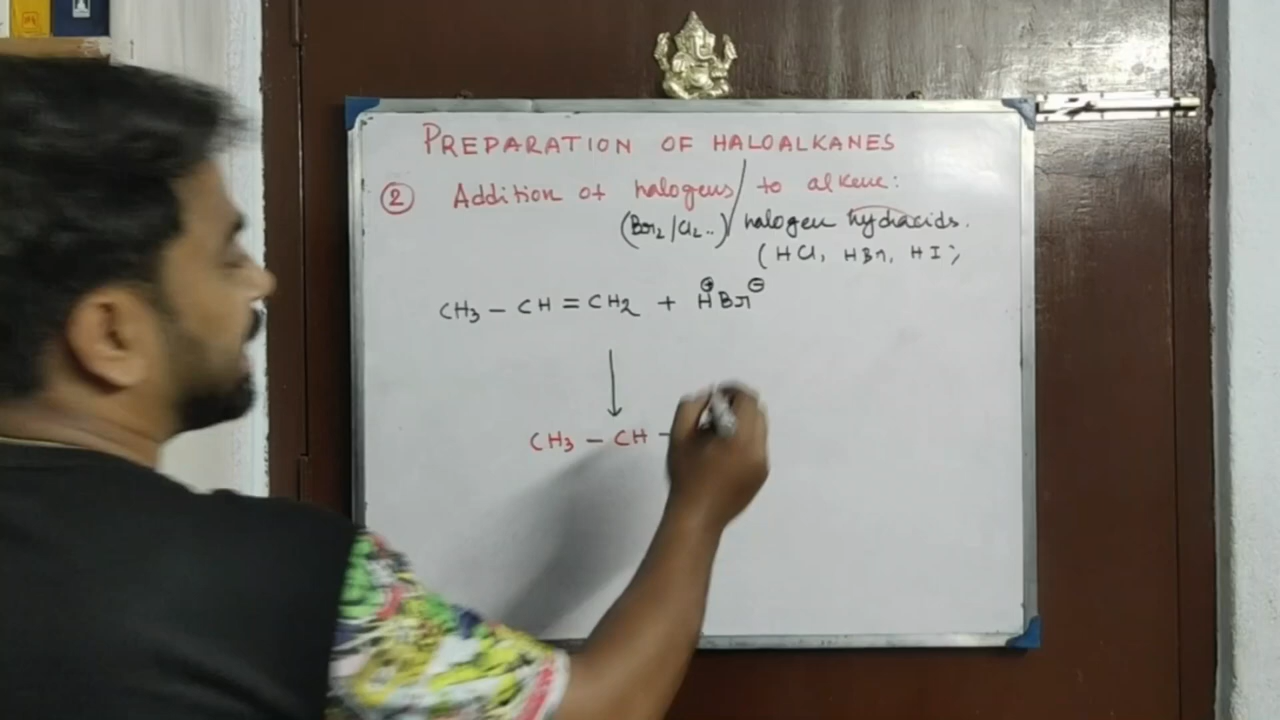 PREPARATION OF HALOALKANES
② Addition of halogens / to alkene:
(Br2/Cl2..) halogen hydracids.
(HCl, HBr, HI;
CH3 – CH = CH2 + H⊕Br⊖
↓
CH3 – CH –